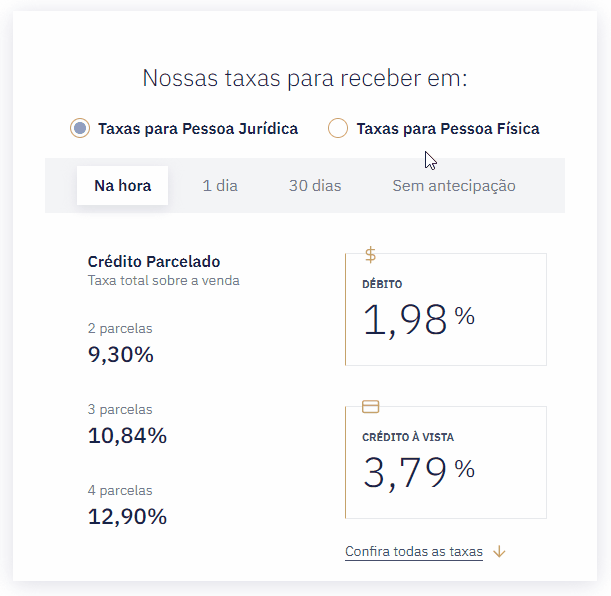 Nossas taxas para receber em:
Taxas para Pessoa Jurídica
Taxas para Pessoa Física
Na hora
1 dia
30 dias
Sem antecipação
Crédito Parcelado
Taxa total sobre a venda
2 parcelas
9,30%
3 parcelas
10,84%
4 parcelas
12,90%
$
DÉBITO
1,98 %
CRÉDITO À VISTA
3,79 %
Confira todas as taxas